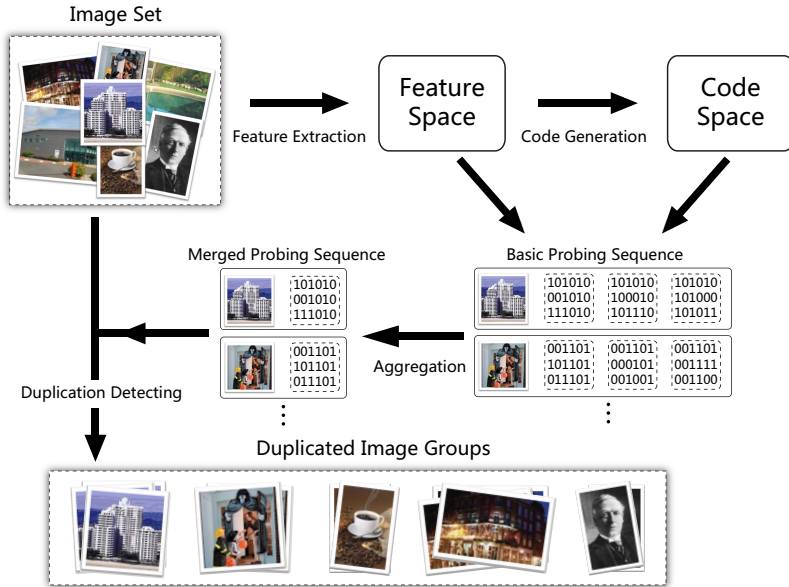 Image Set
Feature Extraction
Feature
Space
Code Generation
Code
Space
Merged Probing Sequence
101010
001010
111010
001101
101101
011101
Aggregation
Basic Probing Sequence
101010 101010 101010
001010 100010 101000
111010 101110 101011
001101 001101 001101
101101 000101 001111
011101 001001 001100
Duplication Detecting
Duplicated Image Groups